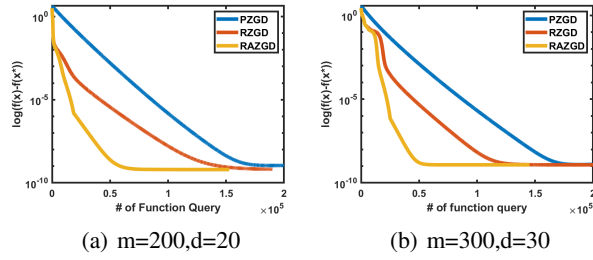 10^0
10^-5
10^-10
log(f(x)-f(x*))
PZGD
RZGD
RAZGD
0 0.5 1 1.5 2
×10^5
# of Function Query
(a) m=200,d=20
10^0
10^-5
10^-10
log(f(x)-f(x*))
PZGD
RZGD
RAZGD
0 0.5 1 1.5 2
×10^5
# of function query
(b) m=300,d=30